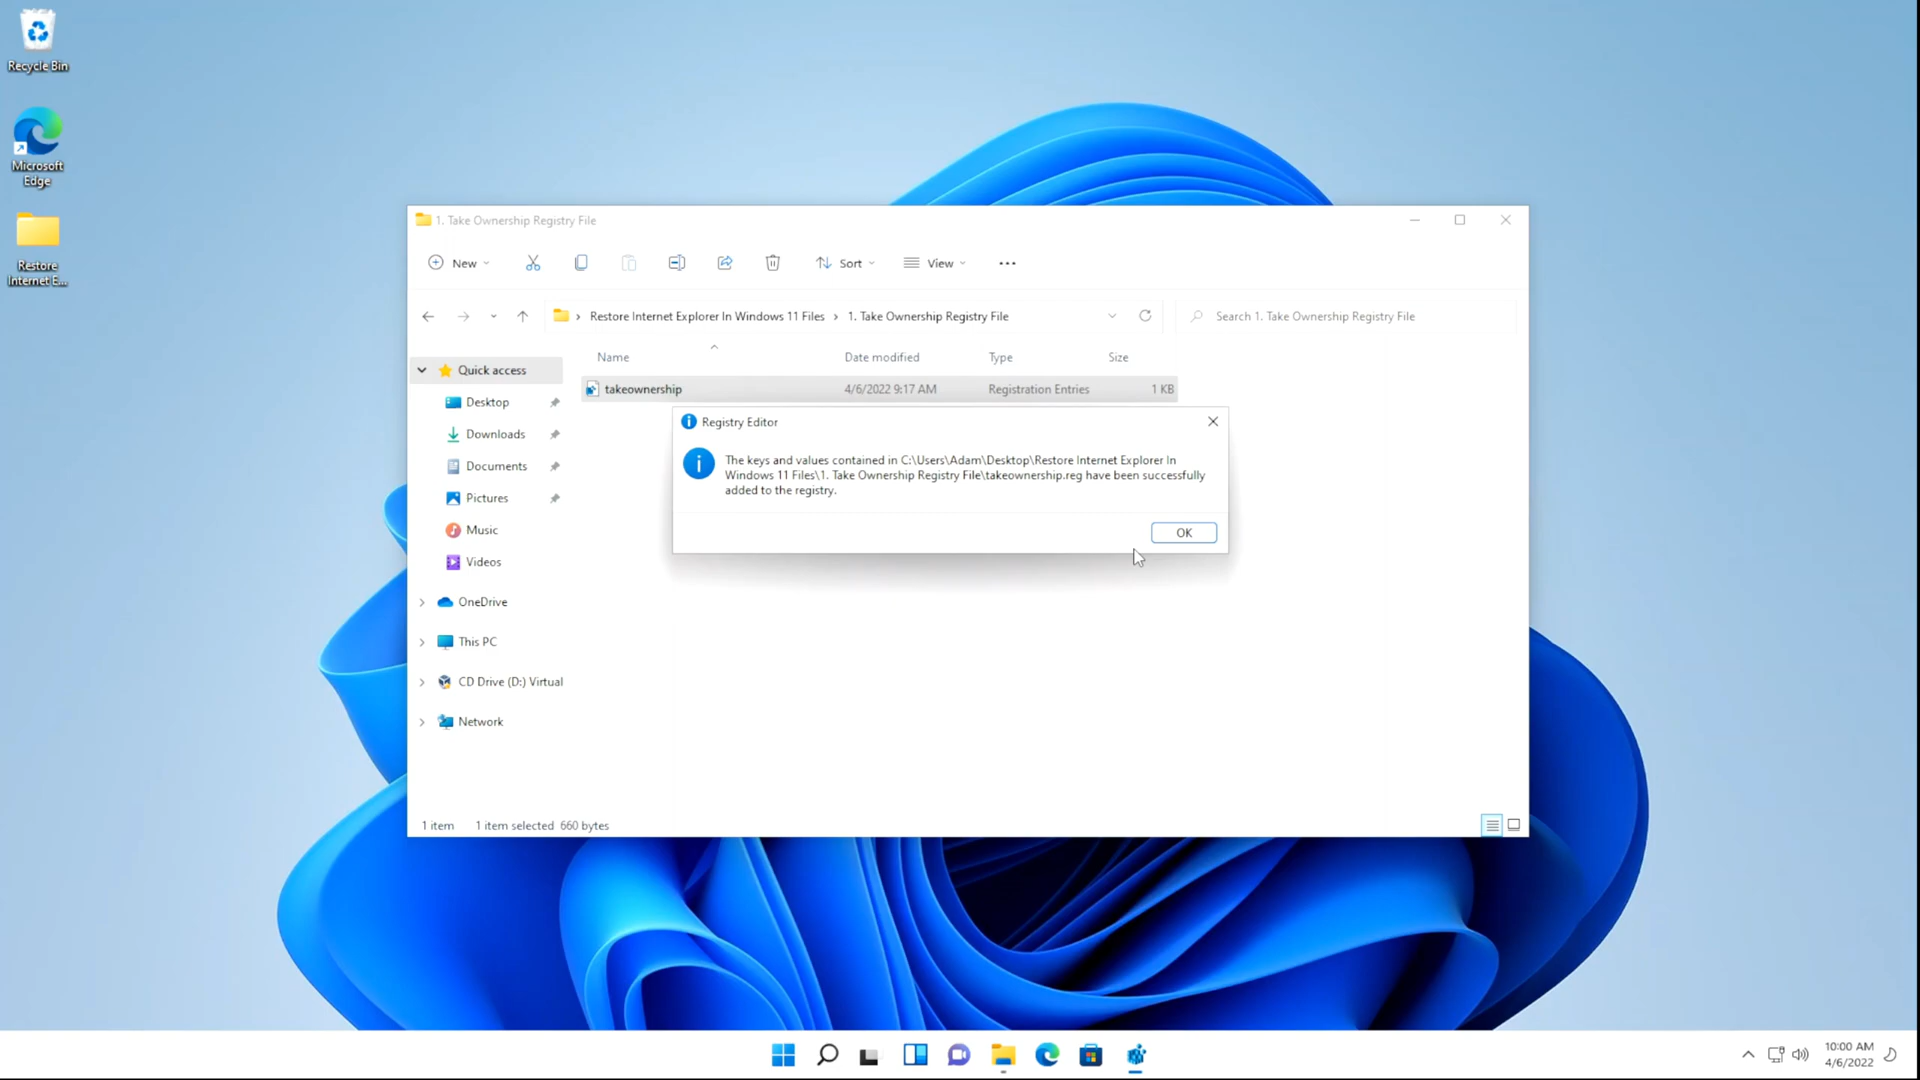 Recycle Bin
Microsoft
Edge
Restore
Internet E...
1. Take Ownership Registry File
New
Sort
View
Restore Internet Explorer In Windows 11 Files
1. Take Ownership Registry File
Search 1. Take Ownership Registry File
Name
Date modified
Type
Size
takeownership
4/6/2022 9:17 AM
Registration Entries
1 KB
Quick access
Desktop
Downloads
Documents
Pictures
Music
Videos
OneDrive
This PC
CD Drive (D:) Virtual
Network
Registry Editor
The keys and values contained in C:\Users\Adam\Desktop\Restore Internet Explorer In
Windows 11 Files\1. Take Ownership Registry File\takeownership.reg have been successfully
added to the registry.
OK
1 item
1 item selected 660 bytes
10:00 AM
4/6/2022